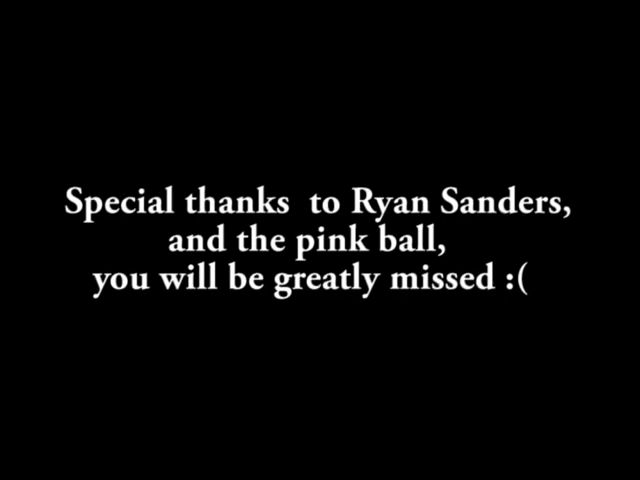 Special thanks  to Ryan Sanders,
and the pink ball,
you will be greatly missed :(